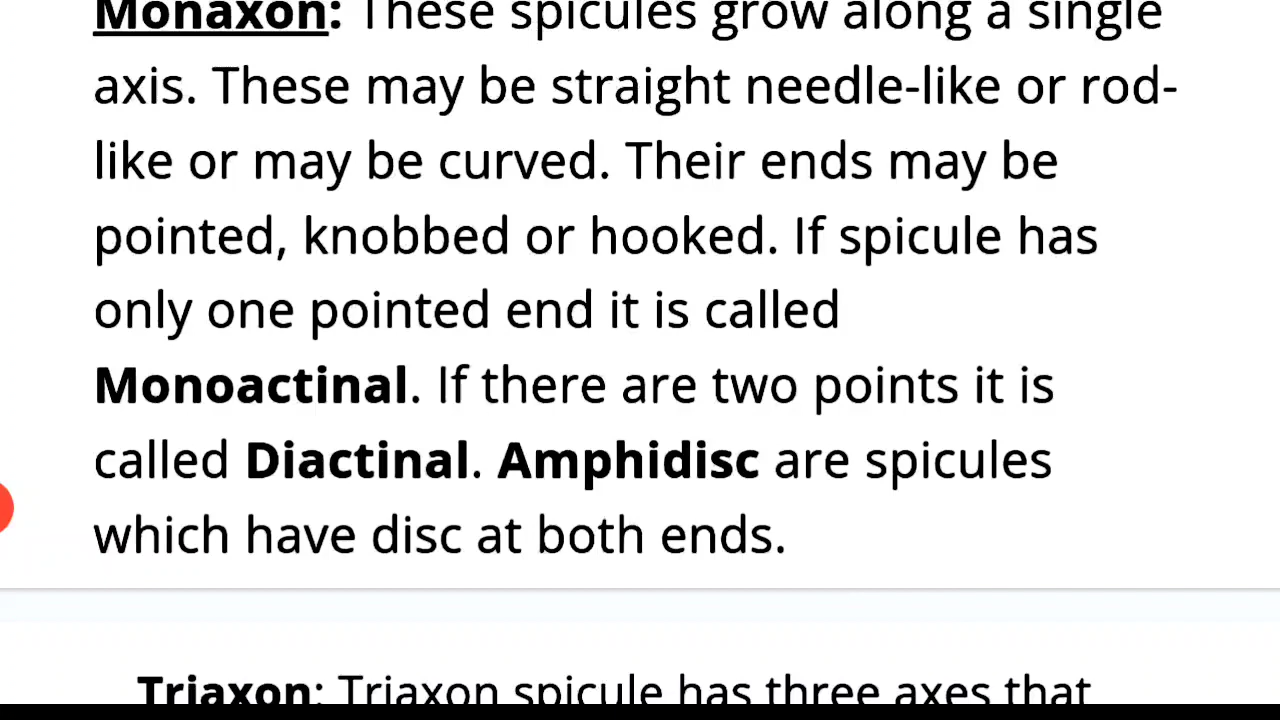 Monaxon: These spicules grow along a single
axis. These may be straight needle-like or rod-
like or may be curved. Their ends may be
pointed, knobbed or hooked. If spicule has
only one pointed end it is called
Monoactinal. If there are two points it is
called Diactinal. Amphidisc are spicules
which have disc at both ends.
Triaxon: Triaxon spicule has three axes that